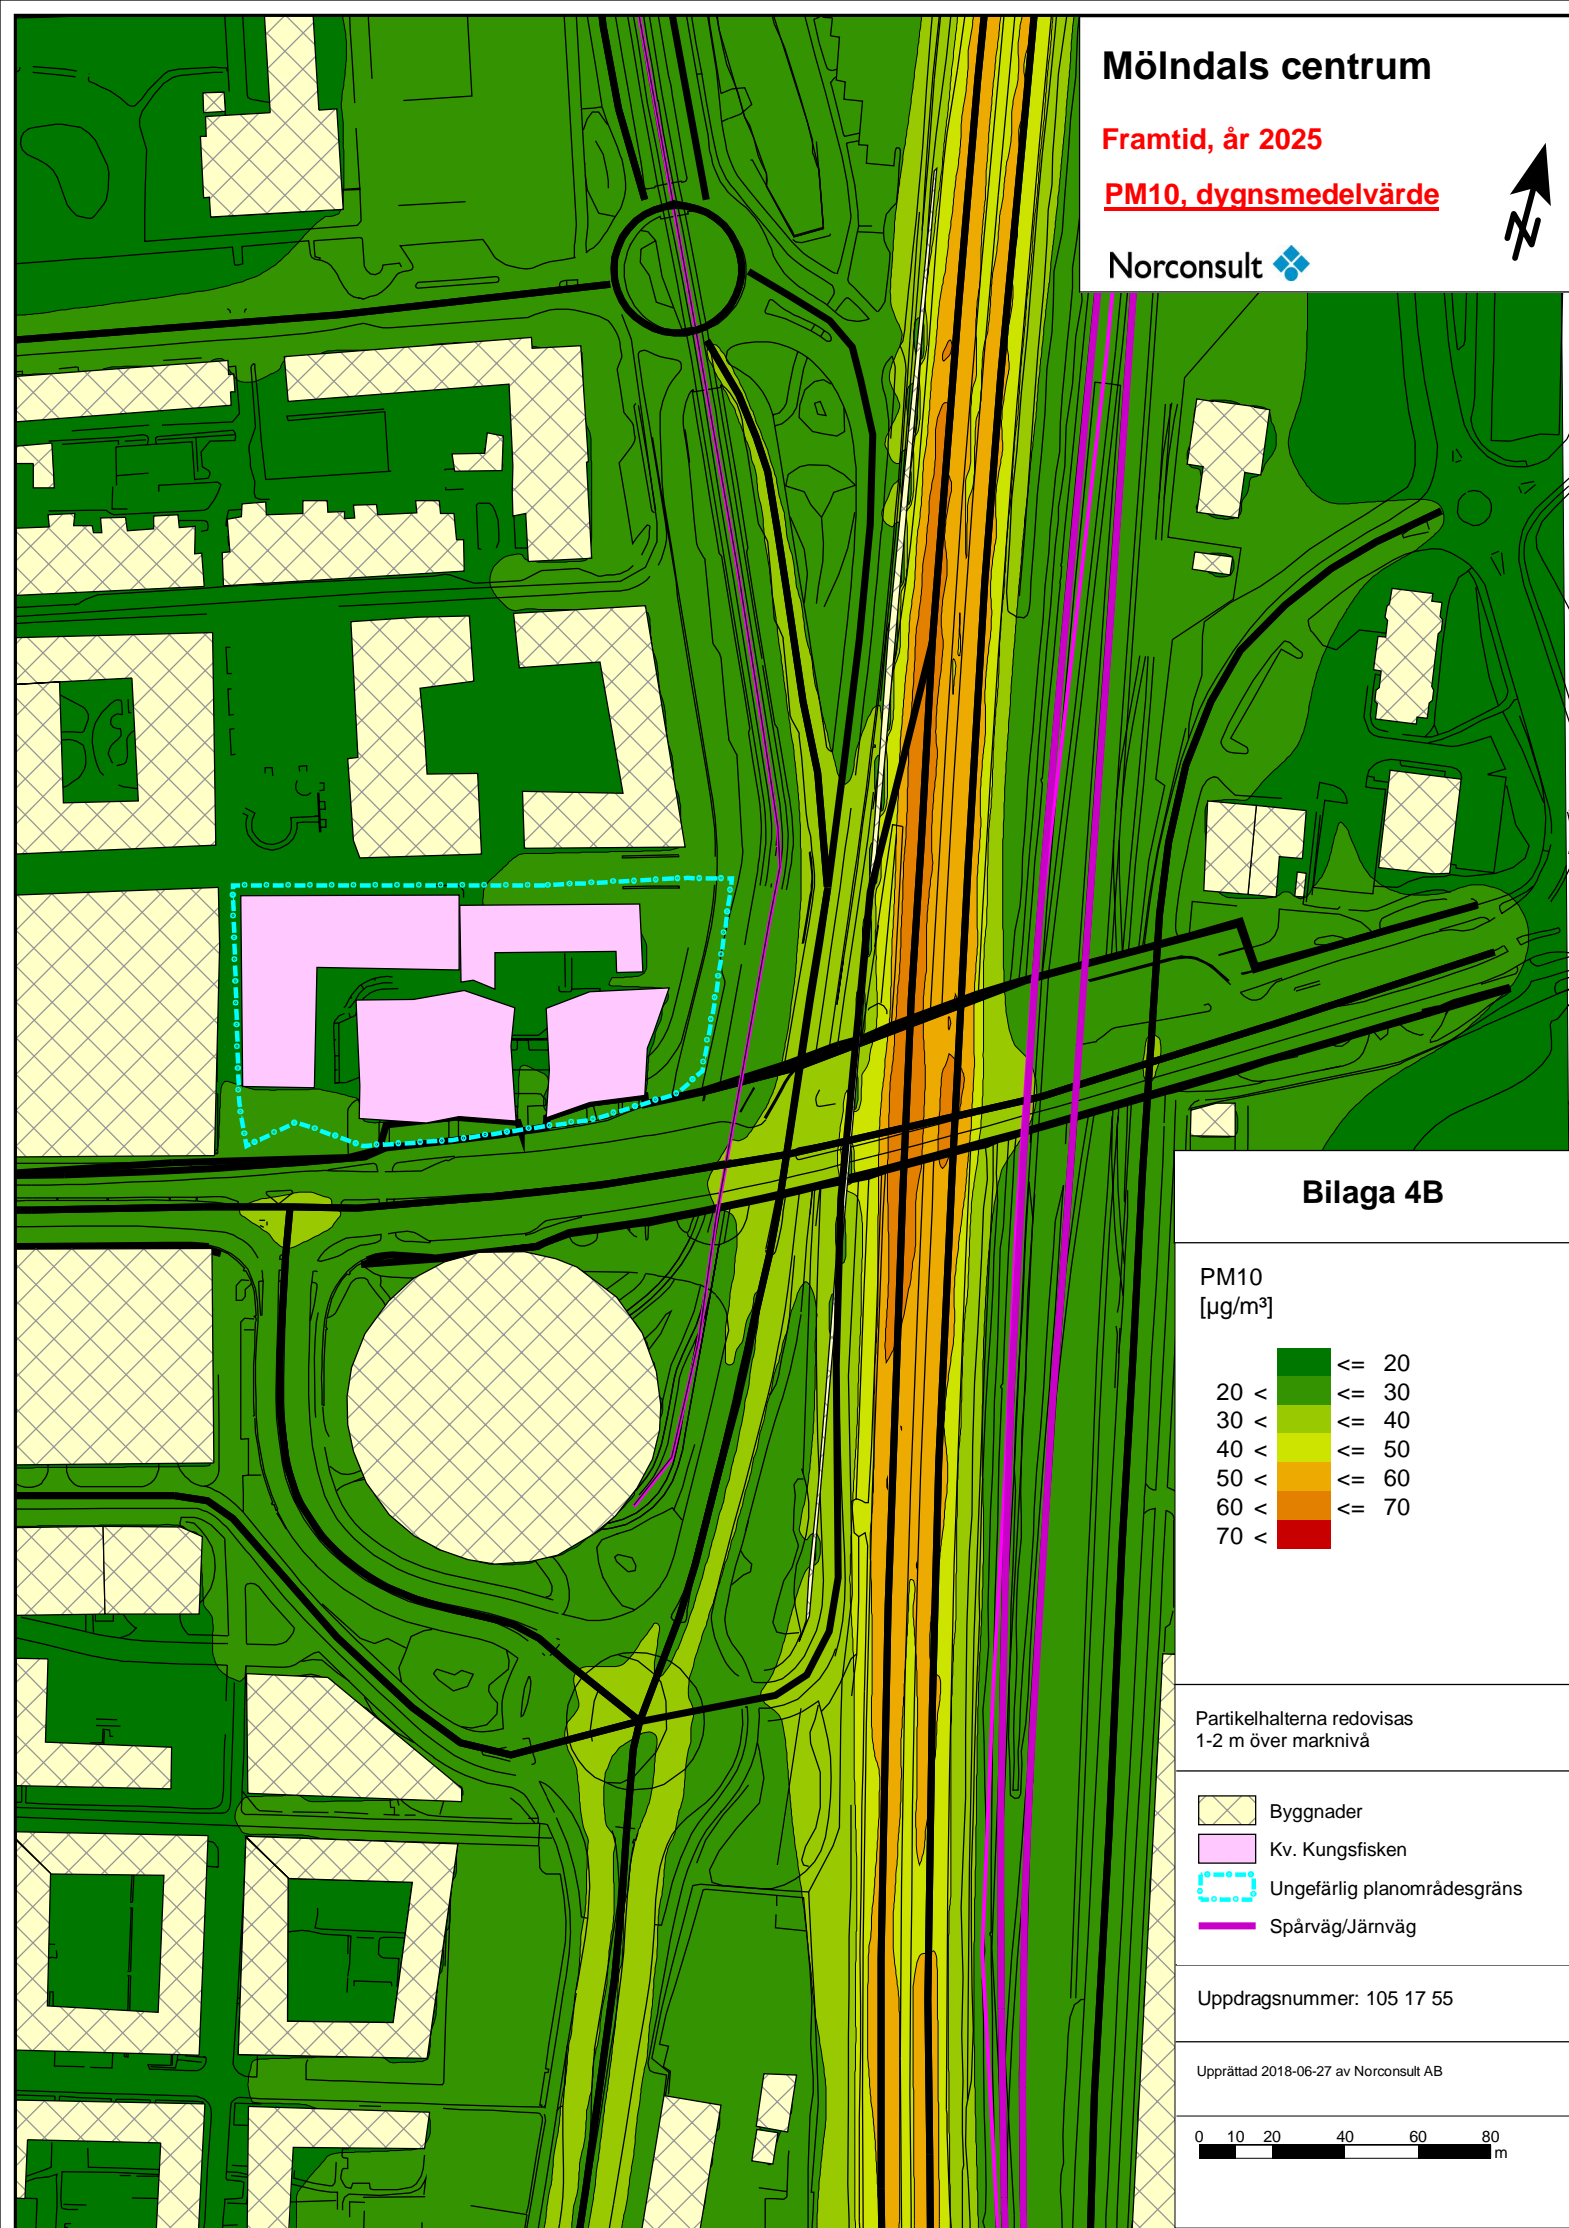 Mölndals centrum
Framtid, år 2025
PM10, dygnsmedelvärde
N
Norconsult
Bilaga 4B
PM10
[µg/m³]
<= 20
20 < <= 30
30 < <= 40
40 < <= 50
50 < <= 60
60 < <= 70
70 <
Partikelhalterna redovisas
1-2 m över marknivå
Byggnader
Kv. Kungsfisken
Ungefärlig planområdesgräns
Spårväg/Järnväg
Uppdragsnummer: 105 17 55
Upprättad 2018-06-27 av Norconsult AB
0 10 20 40 60 80
m